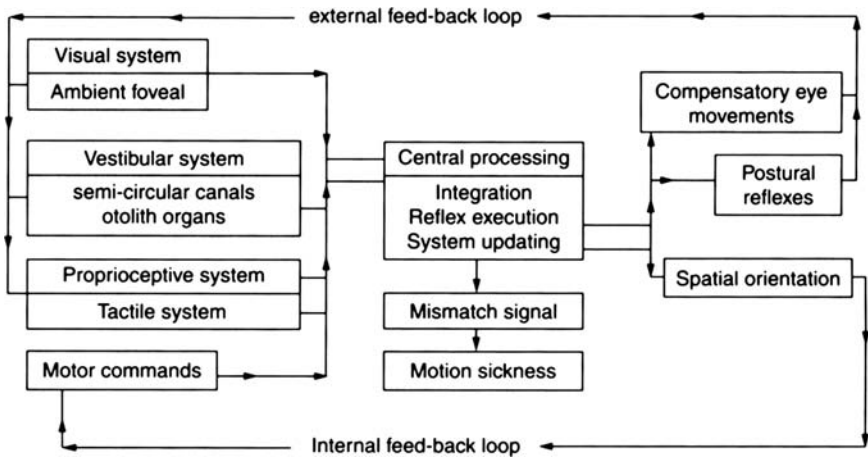 external feed-back loop
Visual system
Ambient foveal
Vestibular system
semi-circular canals
otolith organs
Proprioceptive system
Tactile system
Motor commands
Central processing
Integration
Reflex execution
System updating
Mismatch signal
Motion sickness
Compensatory eye
movements
Postural
reflexes
Spatial orientation
Internal feed-back loop